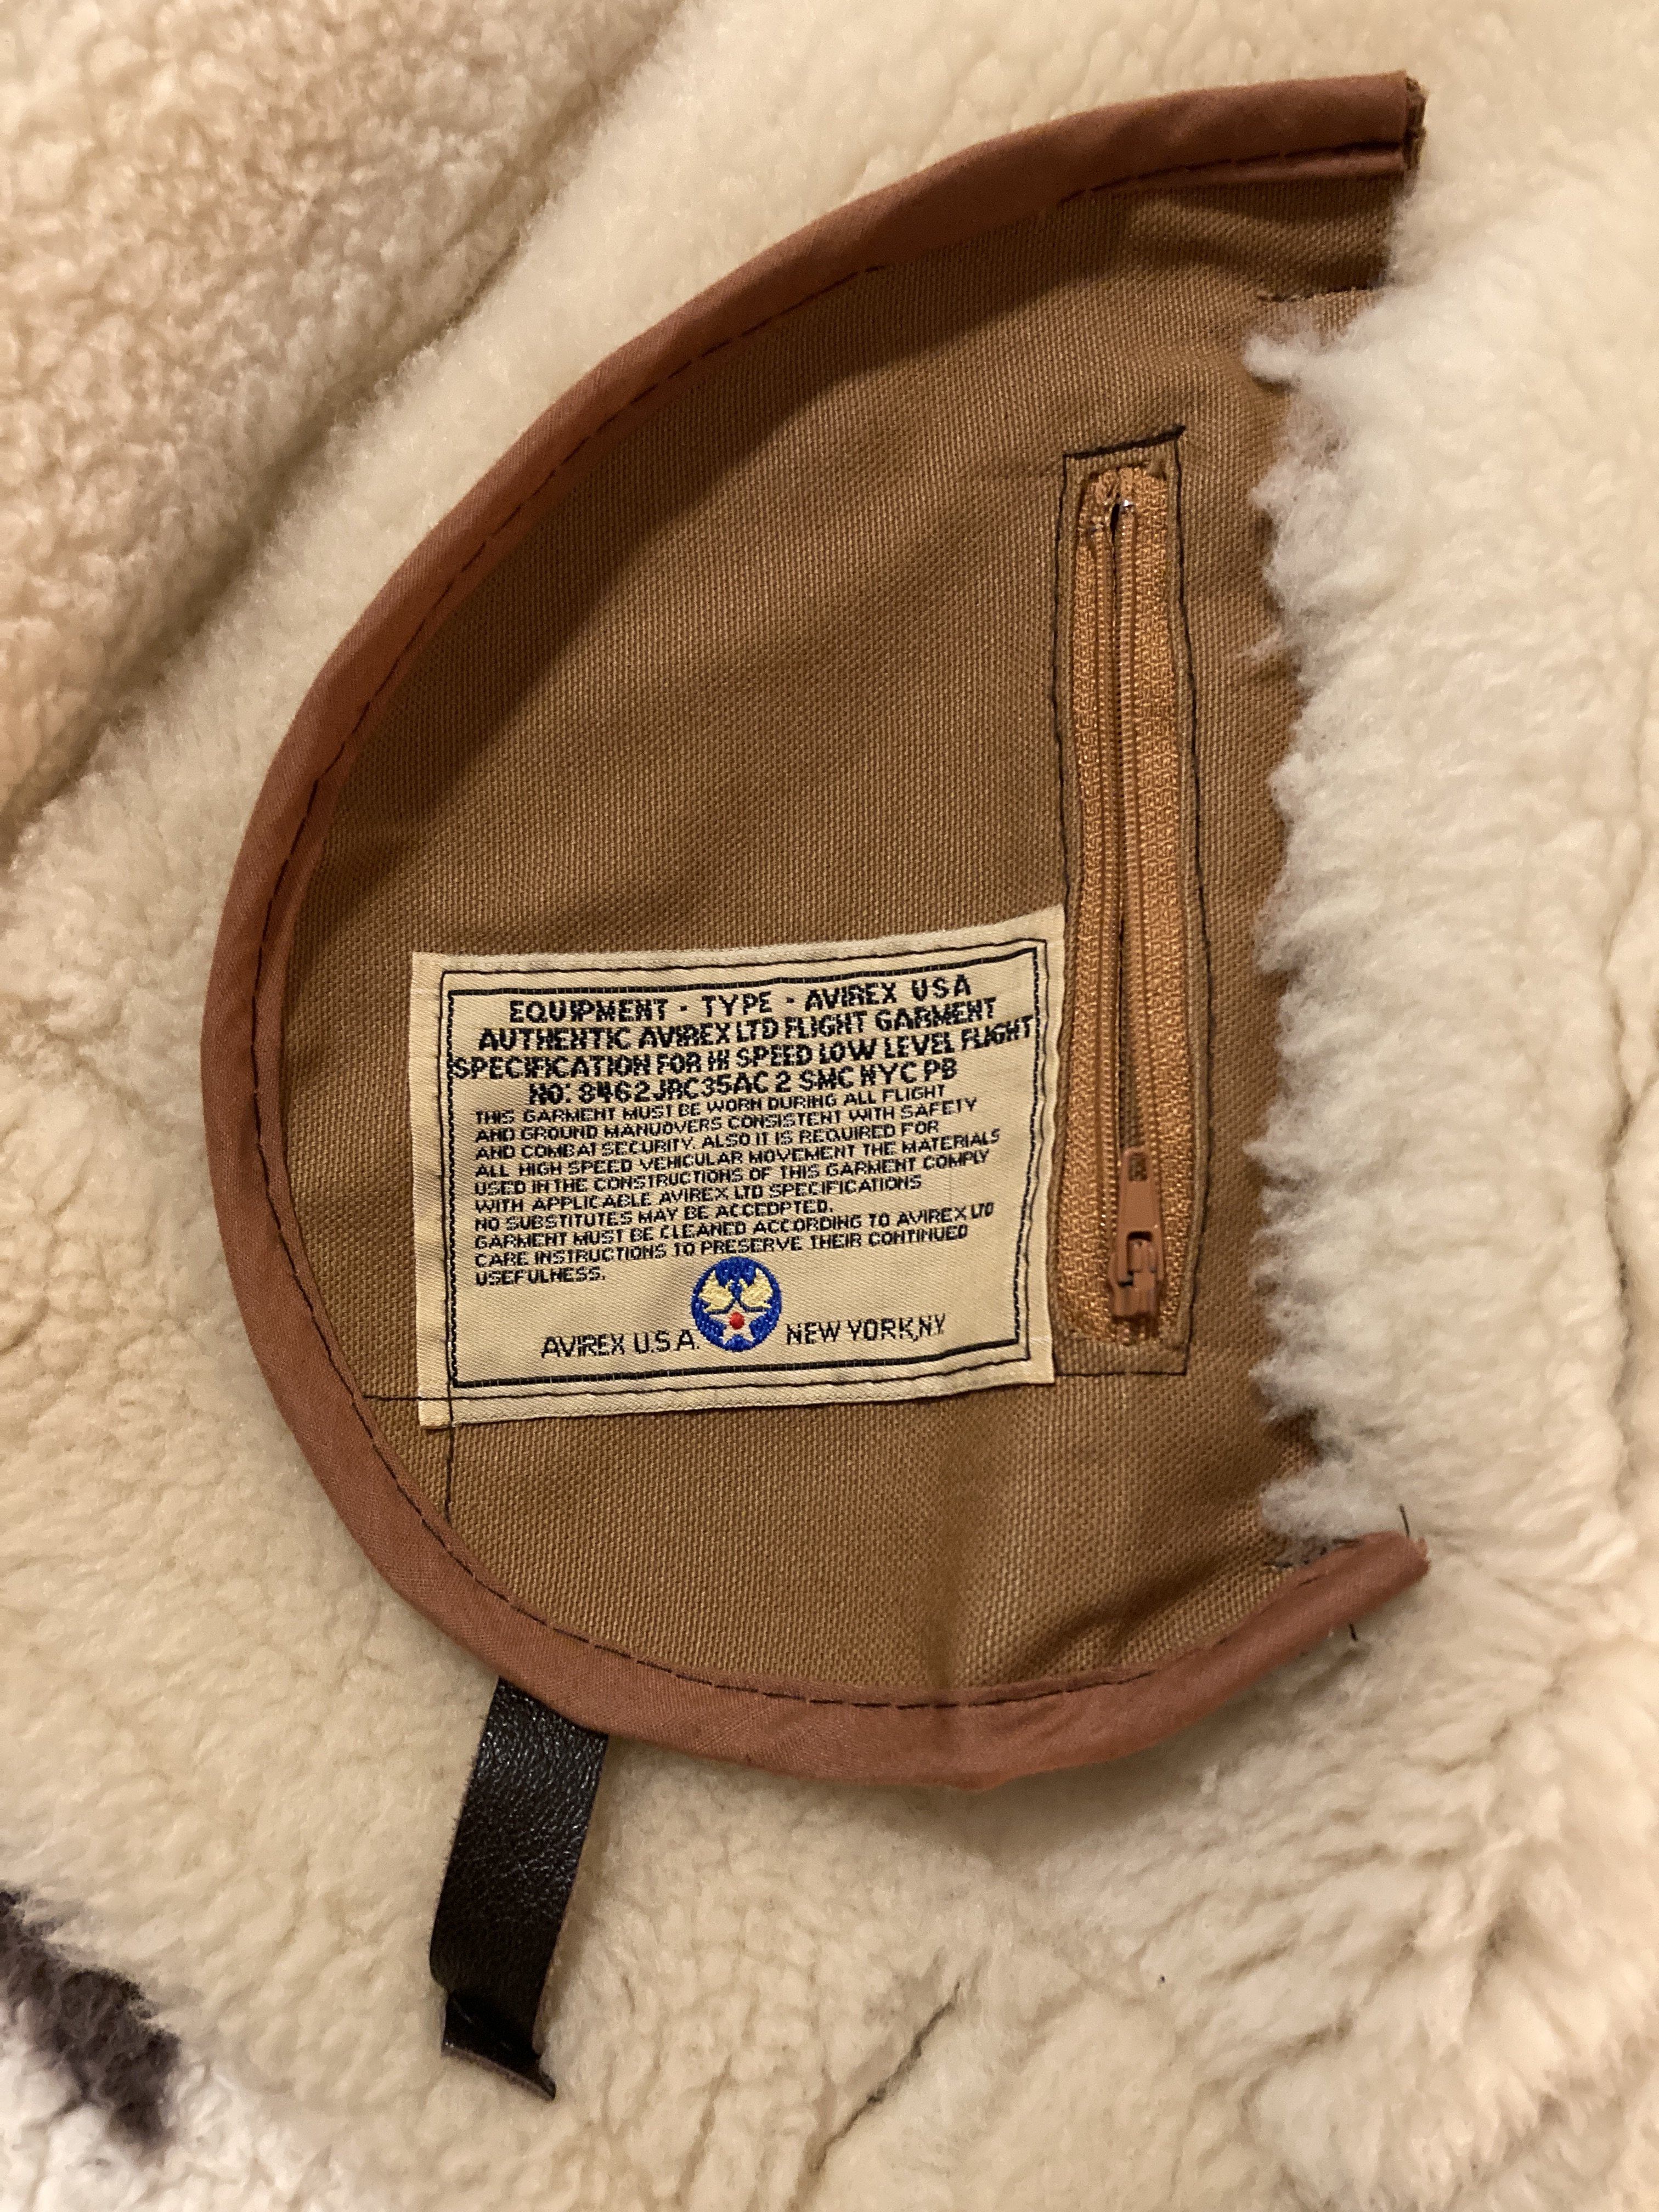 EQUIPMENT - TYPE - AVIREX USA
AUTHENTIC AVIREX LTD FLIGHT GARMENT
SPECIFICATION FOR HI SPEED LOW LEVEL FLIGHT
NO: 8462JRC35AC 2 SMC NYC PB
THIS GARMENT MUST BE WORN DURING ALL FLIGHT
AND GROUND MANUOVERS CONSISTENT WITH SAFETY
AND COMBAT SECURITY. ALSO IT IS REQUIRED FOR
ALL HIGH SPEED VEHICULAR MOVEMENT THE MATERIALS
USED IN THE CONSTRUCTIONS OF THIS GARMENT COMPLY
WITH APPLICABLE AVIREX LTD SPECIFICATIONS
NO SUBSTITUTES MAY BE ACCEDPTED.
GARMENT MUST BE CLEANED ACCORDING TO AVIREX LTD
CARE INSTRUCTIONS TO PRESERVE THEIR CONTINUED
USEFULNESS.
AVIREX U.S.A. NEW YORK,NY